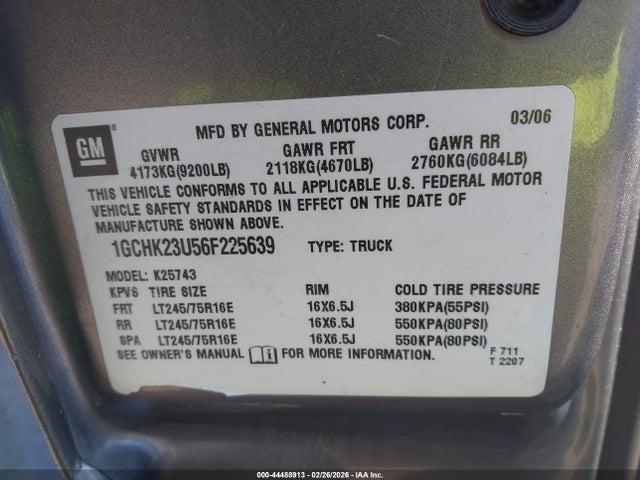 GM ®
MFD BY GENERAL MOTORS CORP. 03/06
GVWR GAWR FRT GAWR RR
4173KG(9200LB) 2118KG(4670LB) 2760KG(6084LB)
THIS VEHICLE CONFORMS TO ALL APPLICABLE U.S. FEDERAL MOTOR
VEHICLE SAFETY STANDARDS IN EFFECT ON THE DATE OF
MANUFACTURE SHOWN ABOVE.
1GCHK23U56F225639 TYPE: TRUCK
MODEL: K25743
KPVS TIRE SIZE RIM COLD TIRE PRESSURE
FRT LT245/75R16E 16X6.5J 380KPA(55PSI)
RR LT245/75R16E 16X6.5J 550KPA(80PSI)
SPA LT245/75R16E 16X6.5J 550KPA(80PSI)
SEE OWNER'S MANUAL i FOR MORE INFORMATION. F 711
T 2207
000-44488913 - 02/26/2026 - IAA Inc.